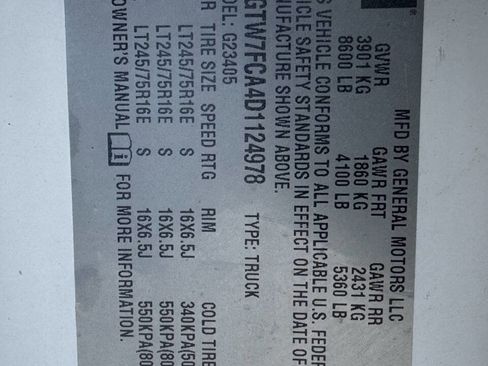 MFD BY GENERAL MOTORS LLC
GVWR GAWR FRT GAWR RR
3901 KG 1860 KG 2431 KG
8600 LB 4100 LB 5360 LB
S VEHICLE CONFORMS TO ALL APPLICABLE U.S. FEDER
ICLE SAFETY STANDARDS IN EFFECT ON THE DATE OF
NUFACTURE SHOWN ABOVE.
GTW7FCA4D1124978 TYPE: TRUCK
ODEL: G23405
TIRE SIZE SPEED RTG RIM COLD TIRE
LT245/75R16E S 16X6.5J 340KPA(50
LT245/75R16E S 16X6.5J 550KPA(80
LT245/75R16E S 16X6.5J 550KPA(80
OWNER'S MANUAL i FOR MORE INFORMATION.